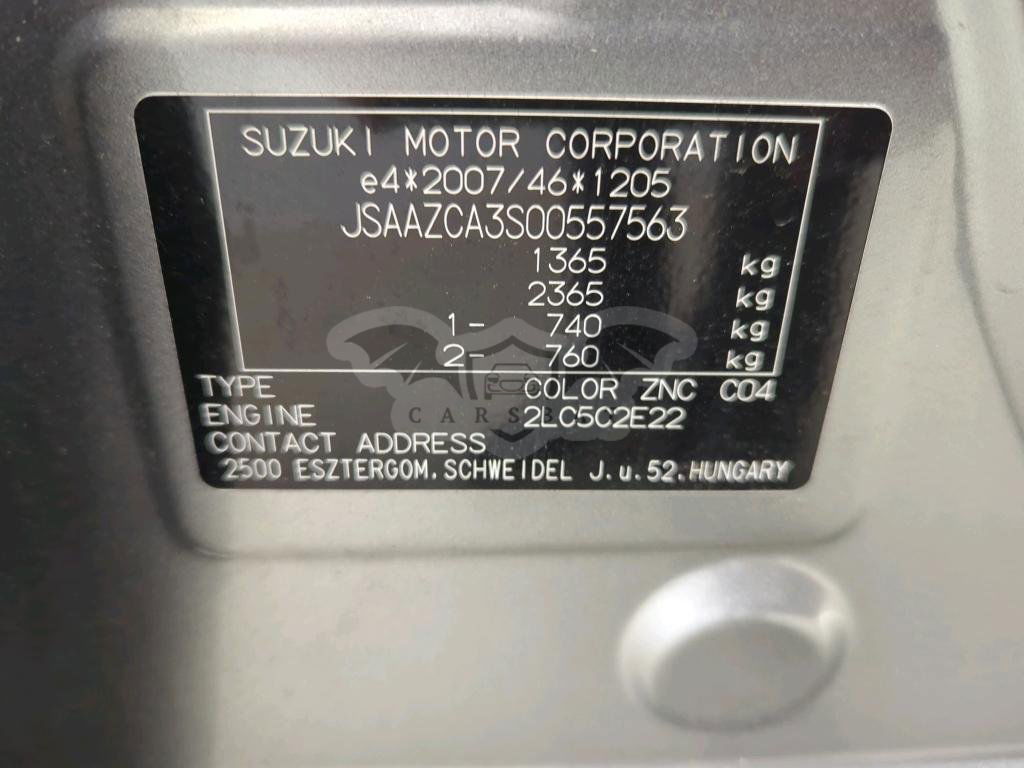 SUZUKI MOTOR CORPORATION
e4*2007/46*1205
JSAAZCA3S00557563
1365 kg
2365 kg
1- 740 kg
2- 760 kg
TYPE COLOR ZNC C04
ENGINE 2LC5C2E22
CONTACT ADDRESS
2500 ESZTERGOM. SCHWEIDEL J. u. 52. HUNGARY